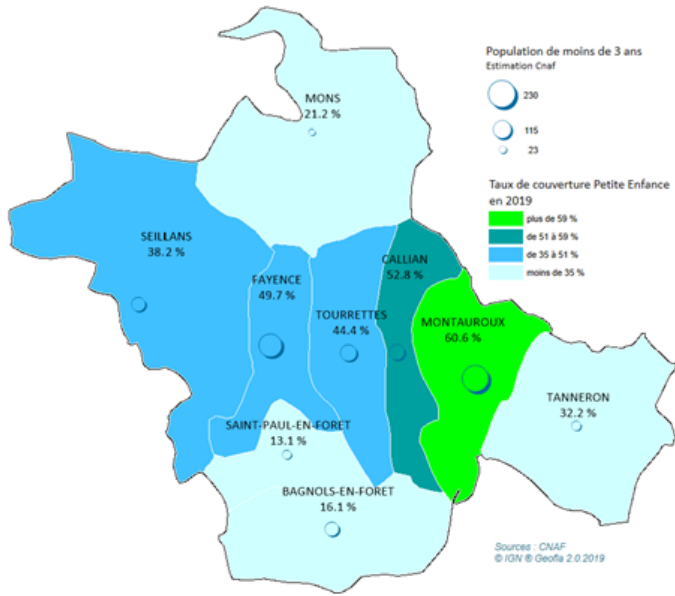 Population de moins de 3 ans
Estimation Cnaf
230
115
23
Taux de couverture Petite Enfance
en 2019
plus de 59 %
de 51 à 59 %
de 35 à 51 %
moins de 35 %
MONS
21.2 %
SEILLANS
38.2 %
FAYENCE
49.7 %
TOURRETTES
44.4 %
CALLIAN
52.8 %
MONTAUROUX
60.6 %
TANNERON
32.2 %
SAINT-PAUL-EN-FORET
13.1 %
BAGNOLS-EN-FORET
16.1 %
Sources : CNAF
© IGN ® Geofla 2.0.2019